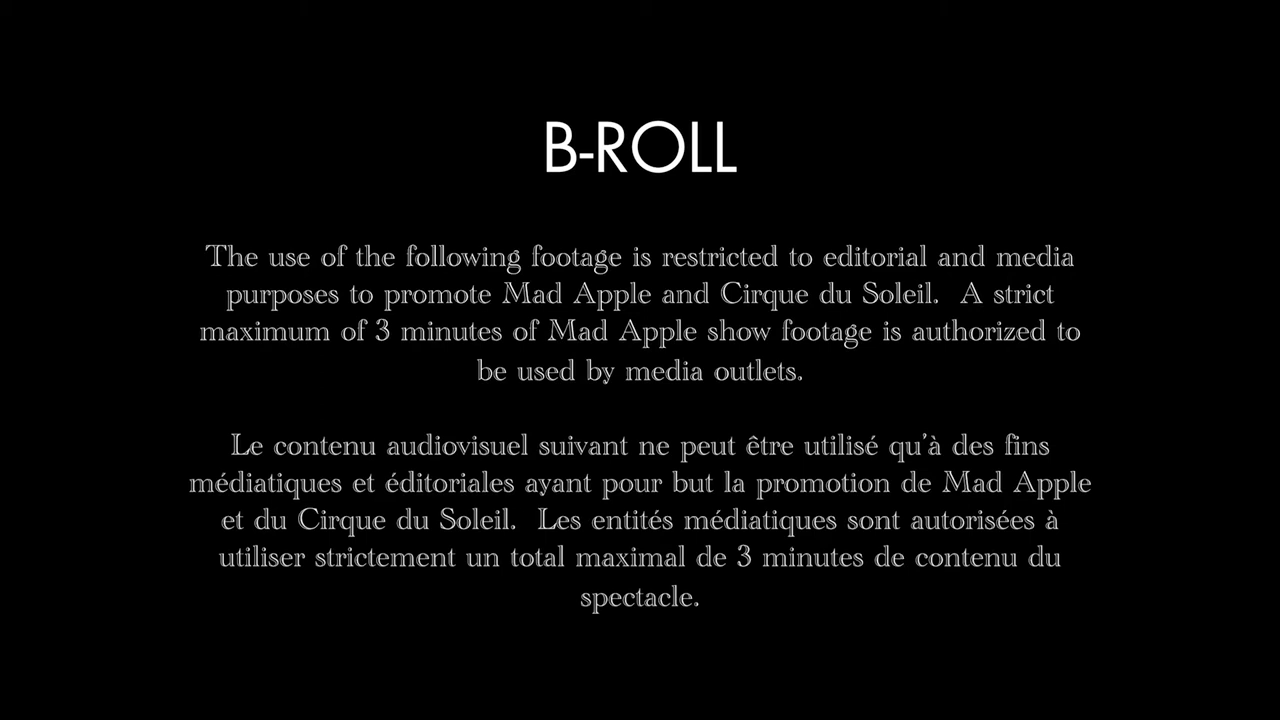 B-ROLL
The use of the following footage is restricted to editorial and media
purposes to promote Mad Apple and Cirque du Soleil.  A strict
maximum of 3 minutes of Mad Apple show footage is authorized to
be used by media outlets.
Le contenu audiovisuel suivant ne peut être utilisé qu'à des fins
médiatiques et éditoriales ayant pour but la promotion de Mad Apple
et du Cirque du Soleil.  Les entités médiatiques sont autorisées à
utiliser strictement un total maximal de 3 minutes de contenu du
spectacle.